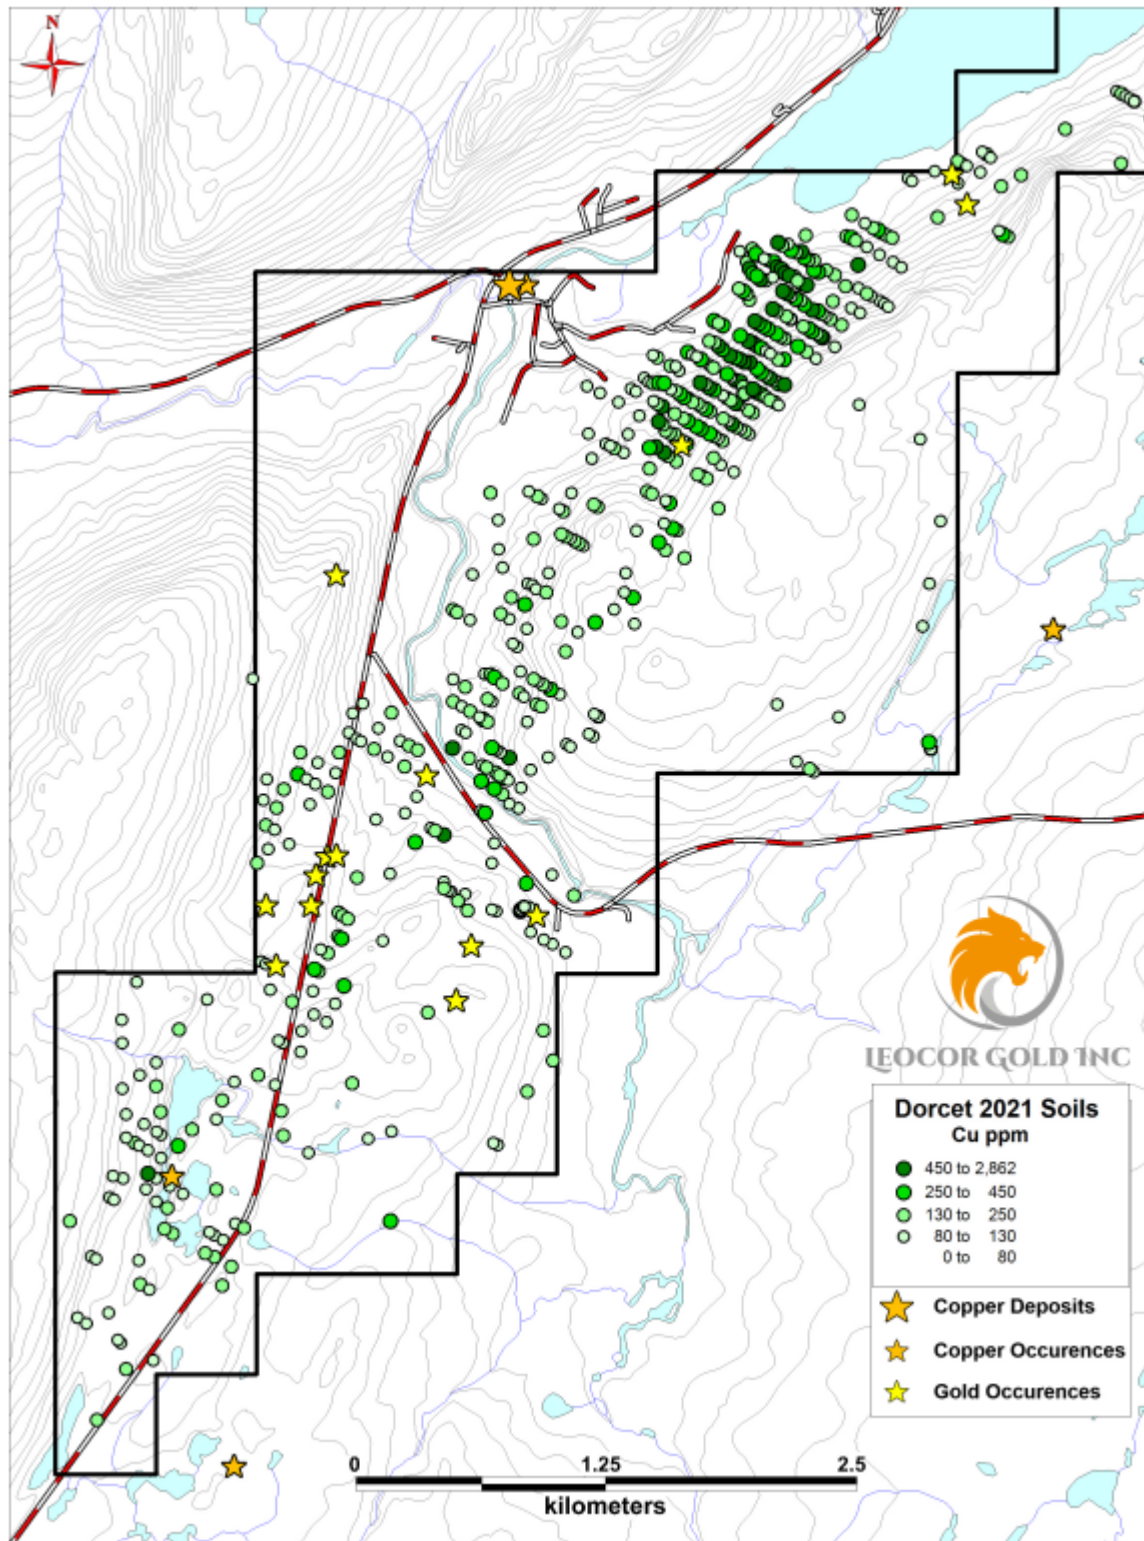 N
LEOCOR GOLD INC
Dorcet 2021 Soils
Cu ppm
450 to 2,862
250 to 450
130 to 250
80 to 130
0 to 80
Copper Deposits
Copper Occurences
Gold Occurences
0 1.25 2.5
kilometers